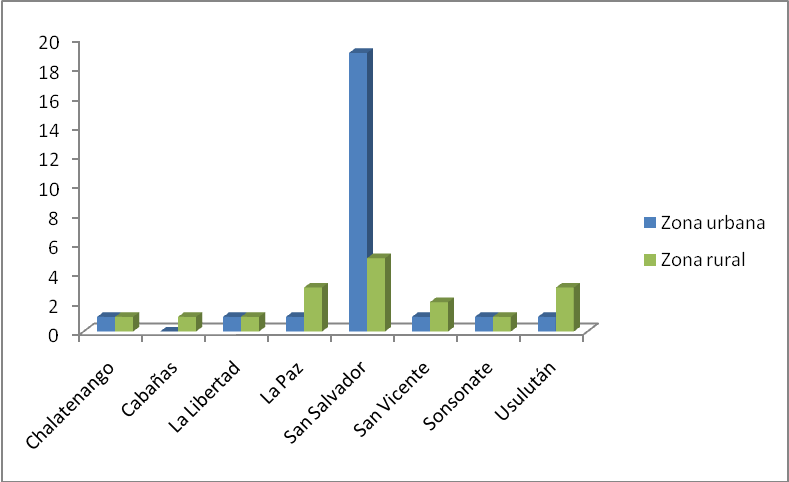 20
18
16
14
12
10
8
6
4
2
0
Chalatenango
Cabañas
La Libertad
La Paz
San Salvador
San Vicente
Sonsonate
Usulután
Zona urbana
Zona rural